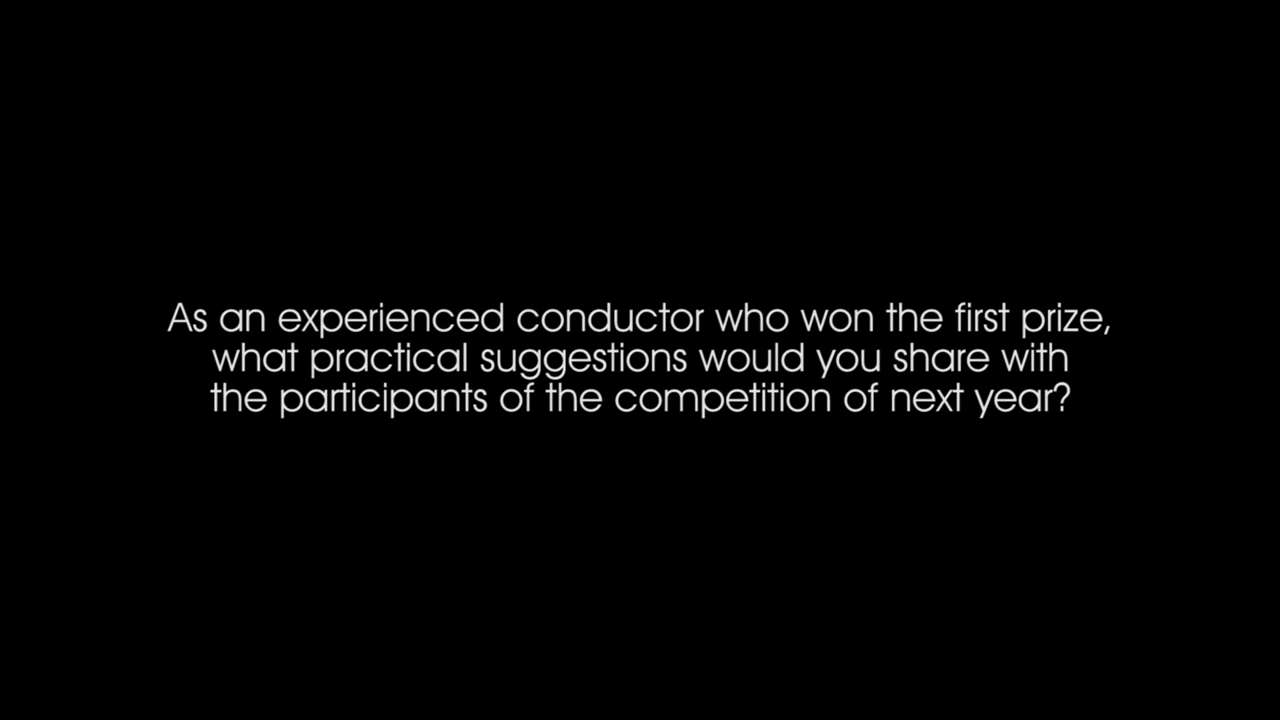 As an experienced conductor who won the first prize,
what practical suggestions would you share with
the participants of the competition of next year?